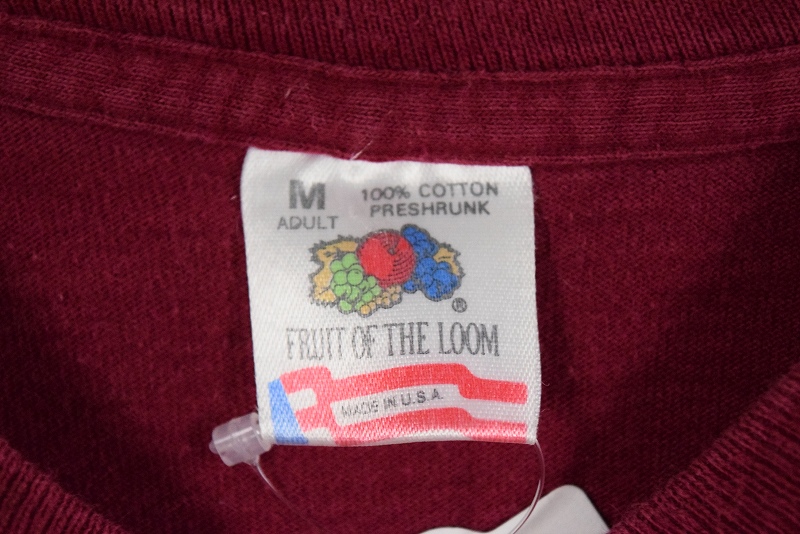 M 100% COTTON
ADULT PRESHRUNK
®
FRUIT OF THE LOOM
MADE IN U.S.A.